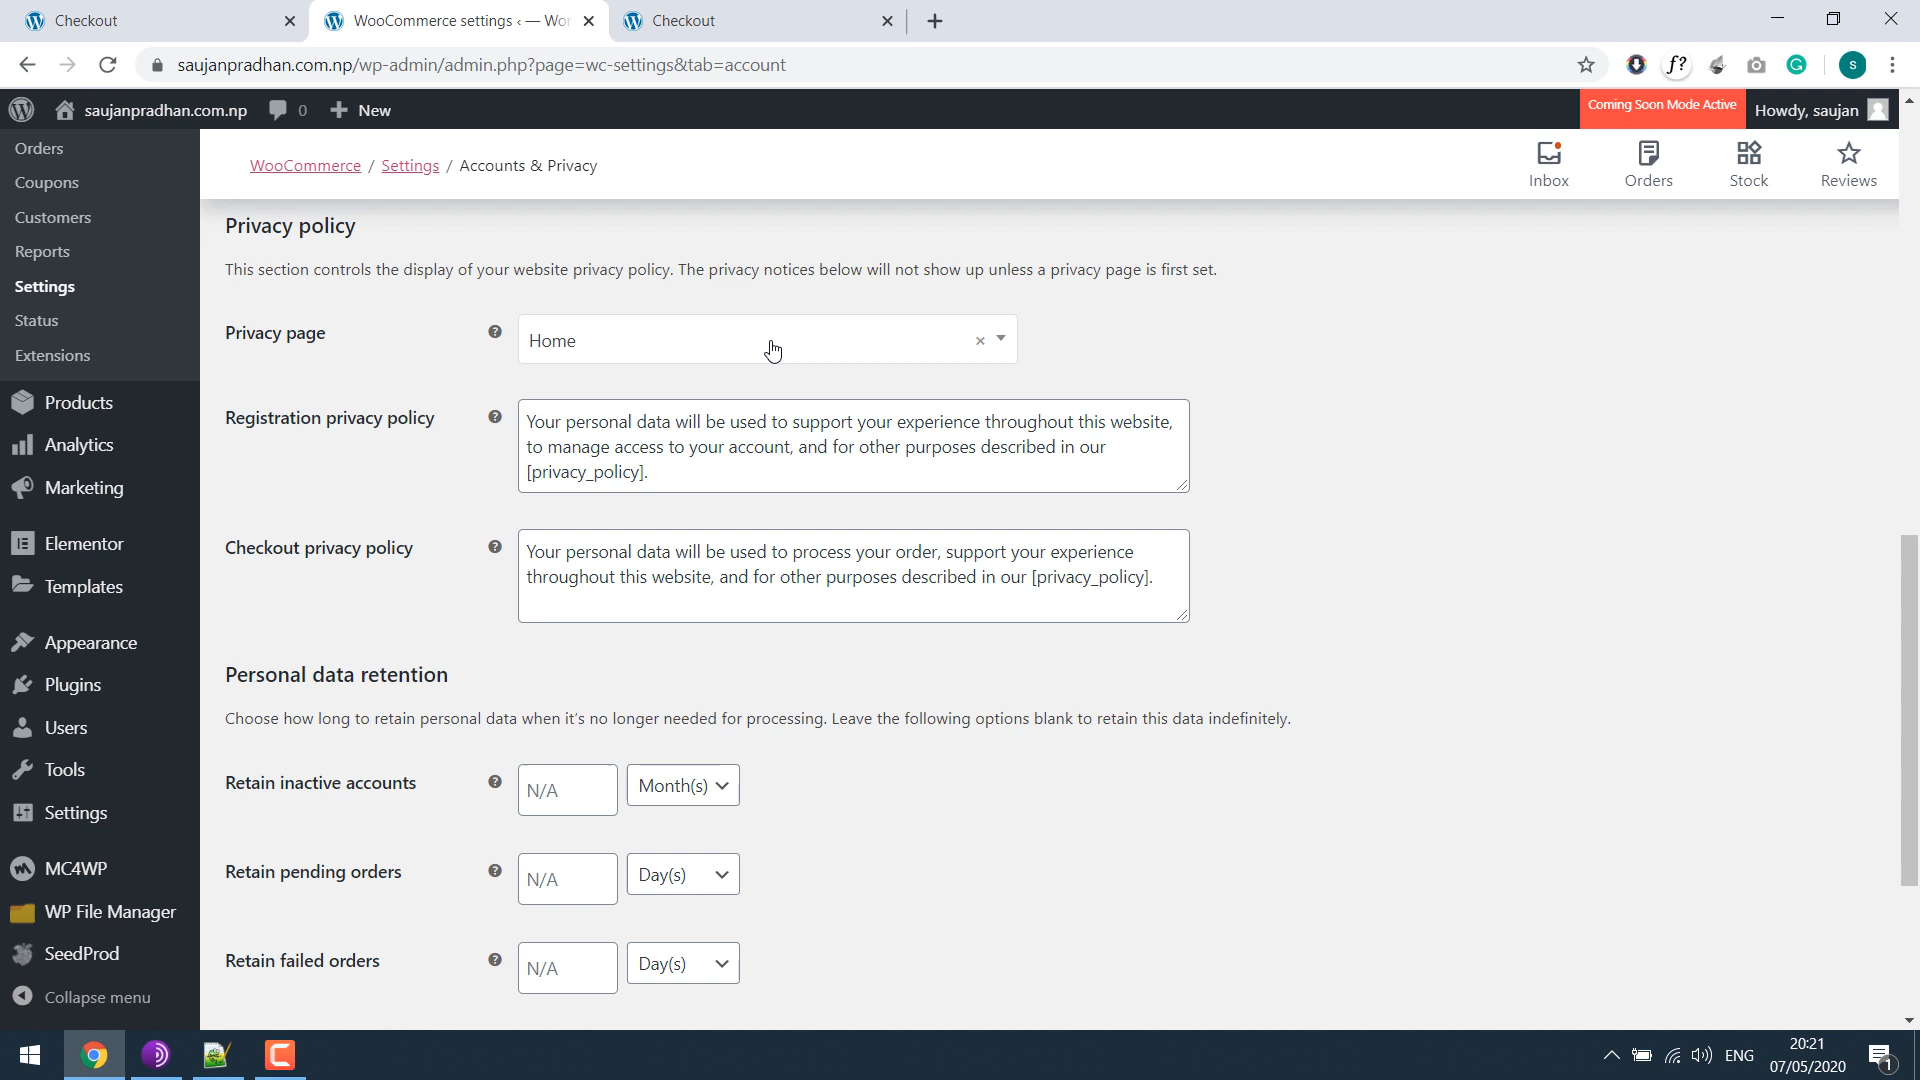 Checkout
WooCommerce settings ‹ — Wor
Checkout
saujanpradhan.com.np/wp-admin/admin.php?page=wc-settings&tab=account
f?
s
saujanpradhan.com.np
0
New
Coming Soon Mode Active
Howdy, saujan
Orders
Coupons
Customers
Reports
Settings
Status
Extensions
Products
Analytics
Marketing
Elementor
Templates
Appearance
Plugins
Users
Tools
Settings
MC4WP
WP File Manager
SeedProd
Collapse menu
WooCommerce / Settings / Accounts & Privacy
Inbox
Orders
Stock
Reviews
Privacy policy
This section controls the display of your website privacy policy. The privacy notices below will not show up unless a privacy page is first set.
Privacy page
Home
Registration privacy policy
Your personal data will be used to support your experience throughout this website,
to manage access to your account, and for other purposes described in our
[privacy_policy].
Checkout privacy policy
Your personal data will be used to process your order, support your experience
throughout this website, and for other purposes described in our [privacy_policy].
Personal data retention
Choose how long to retain personal data when it's no longer needed for processing. Leave the following options blank to retain this data indefinitely.
Retain inactive accounts
N/A
Month(s)
Retain pending orders
N/A
Day(s)
Retain failed orders
N/A
Day(s)
ENG
20:21
07/05/2020
1